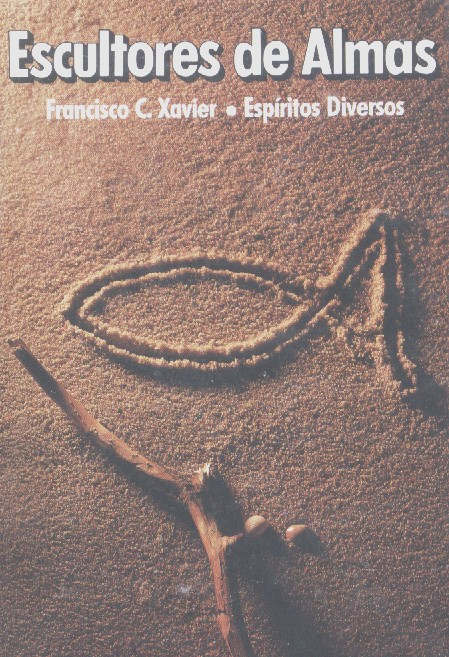 Escultores de Almas
Francisco C. Xavier • Espíritos Diversos